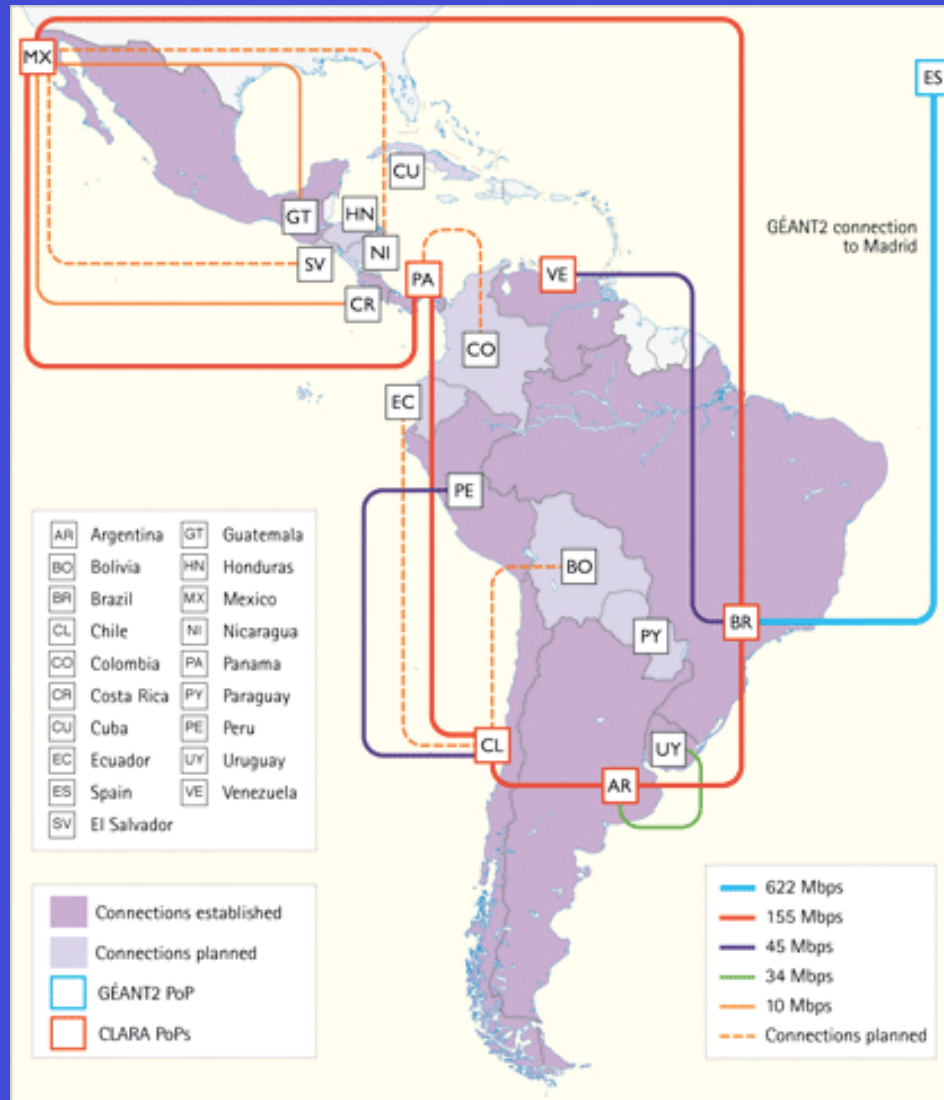 MX
ES
CU
GÉANT2 connection
to Madrid
GT
HN
NI
SV
PA
VE
CR
CO
EC
PE
BO
BR
PY
CL
UY
AR
AR Argentina GT Guatemala
BO Bolivia HN Honduras
BR Brazil MX Mexico
CL Chile NI Nicaragua
CO Colombia PA Panama
CR Costa Rica PY Paraguay
CU Cuba PE Peru
EC Ecuador UY Uruguay
ES Spain VE Venezuela
SV El Salvador
Connections established
Connections planned
GÉANT2 PoP
CLARA PoPs
622 Mbps
155 Mbps
45 Mbps
34 Mbps
10 Mbps
Connections planned